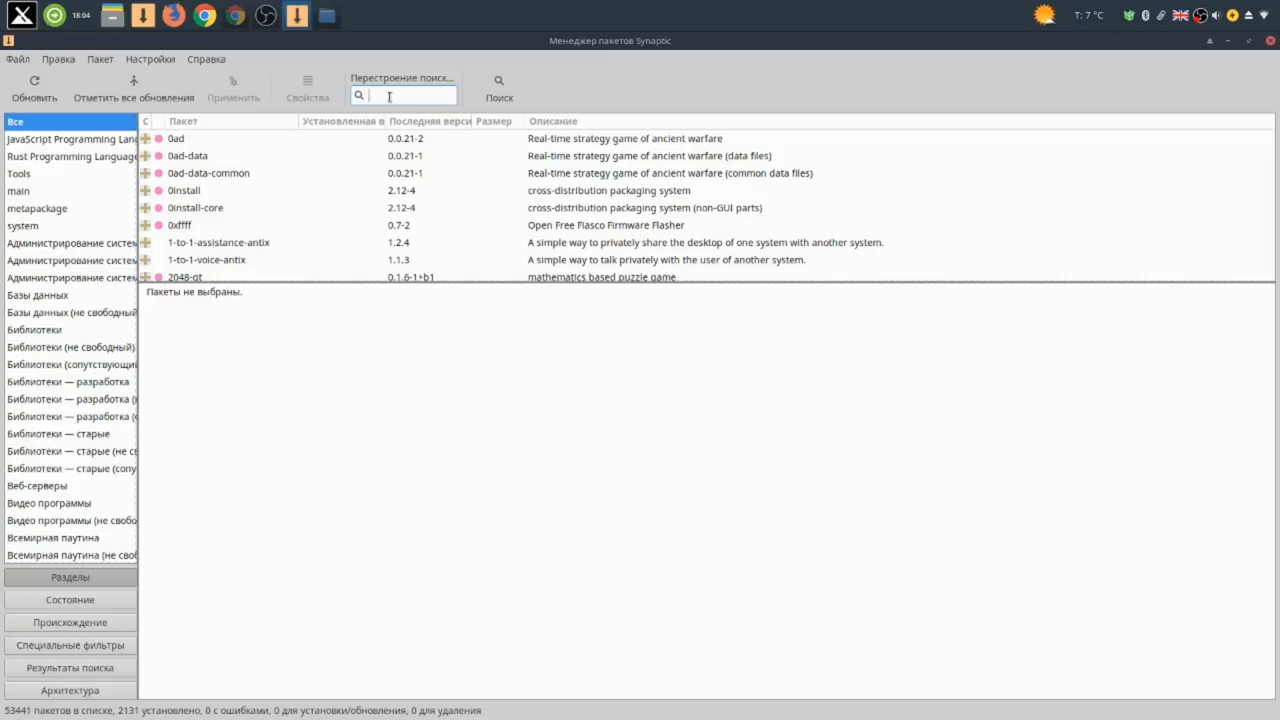 18:04
T: 7 °C
Менеджер пакетов Synaptic
Файл Правка Пакет Настройки Справка
Перестроение поиск...
Обновить Отметить все обновления Применить Свойства Поиск
Все
JavaScript Programming Lang
Rust Programming Language
Tools
main
metapackage
system
Администрирование систем
Администрирование систем
Администрирование систем
Базы данных
Базы данных (не свободный
Библиотеки
Библиотеки (не свободный)
Библиотеки (сопутствующи
Библиотеки — разработка
Библиотеки — разработка (
Библиотеки — разработка (
Библиотеки — старые
Библиотеки — старые (не св
Библиотеки — старые (сопу
Веб-серверы
Видео программы
Видео программы (не свобо
Всемирная паутина
Всемирная паутина (не своб
Разделы
Состояние
Происхождение
Специальные фильтры
Результаты поиска
Архитектура
С Пакет Установленная в Последняя верси Размер Описание
0ad 0.0.21-2 Real-time strategy game of ancient warfare
0ad-data 0.0.21-1 Real-time strategy game of ancient warfare (data files)
0ad-data-common 0.0.21-1 Real-time strategy game of ancient warfare (common data files)
0install 2.12-4 cross-distribution packaging system
0install-core 2.12-4 cross-distribution packaging system (non-GUI parts)
0xffff 0.7-2 Open Free Fiasco Firmware Flasher
1-to-1-assistance-antix 1.2.4 A simple way to privately share the desktop of one system with another system.
1-to-1-voice-antix 1.1.3 A simple way to talk privately with the user of another system.
2048-qt 0.1.6-1+b1 mathematics based puzzle game
Пакеты не выбраны.
53441 пакетов в списке, 2131 установлено, 0 с ошибками, 0 для установки/обновления, 0 для удаления